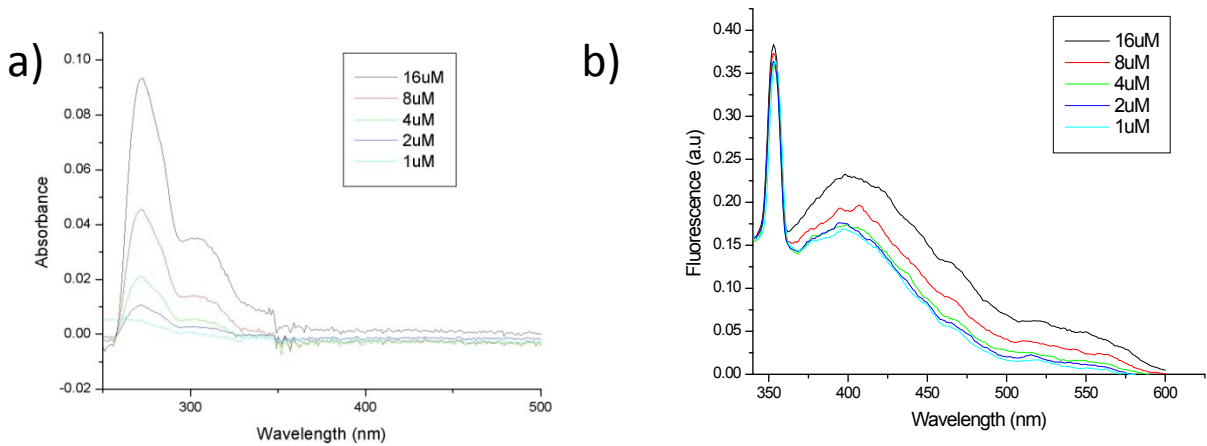 a)
0.10
0.08
0.06
0.04
0.02
0.00
-0.02
Absorbance
300
400
500
Wavelength (nm)
16uM
8uM
4uM
2uM
1uM
b)
0.40
0.35
0.30
0.25
0.20
0.15
0.10
0.05
0.00
Fluorescence (a.u)
350
400
450
500
550
600
Wavelength (nm)
16uM
8uM
4uM
2uM
1uM